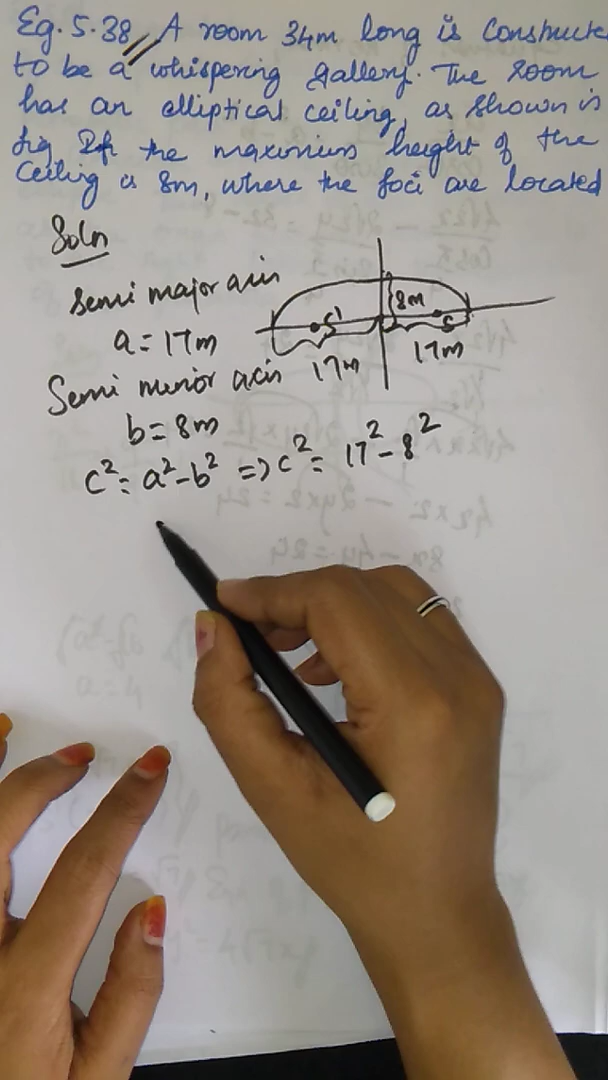 Eg. 5.38 A room 34m long is Constructe
to be a whispering gallery. The room
has an elliptical ceiling, as shown in
fig If the maximum height of the
Ceiling is 8m, where the foci are located
Soln
Semi major axis
a = 17m
8m
S' S
17m 17m
Semi minor axis
b = 8m
c² = a² - b² => c² = 17² - 8²